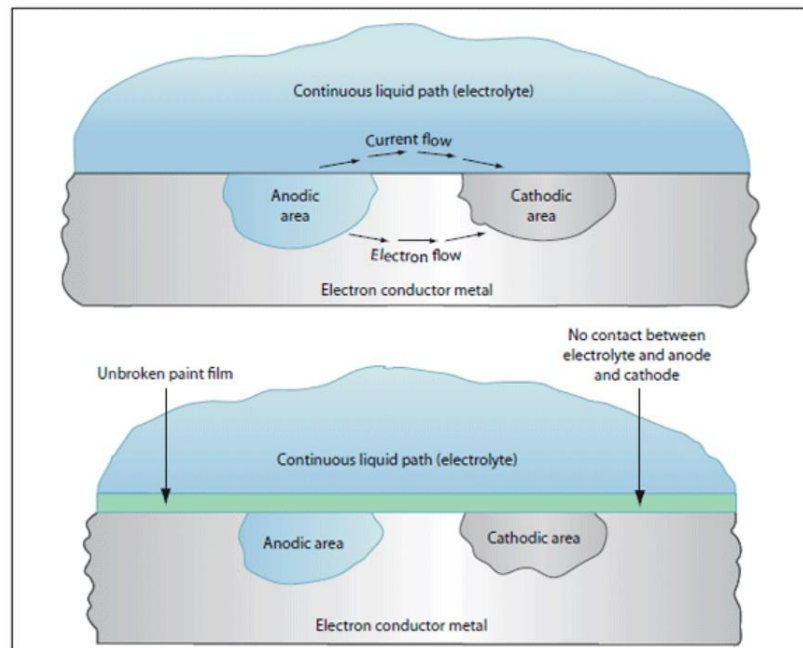 Continuous liquid path (electrolyte)
Current flow
Anodic
area
Cathodic
area
Electron flow
Electron conductor metal
No contact between
electrolyte and anode
and cathode
Unbroken paint film
Continuous liquid path (electrolyte)
Anodic area
Cathodic area
Electron conductor metal